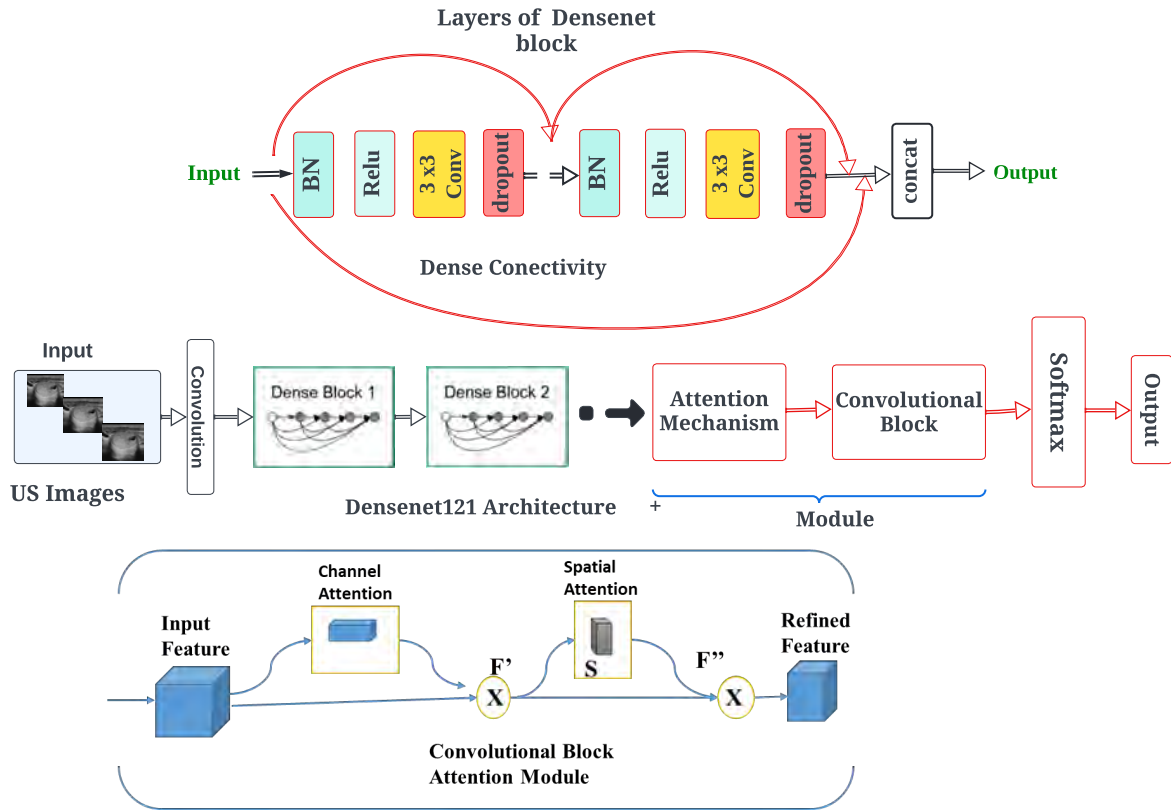 Layers of Densenet
block
Input
BN
Relu
3 x3
Conv
dropout
BN
Relu
3 x3
Conv
dropout
concat
Output
Dense Conectivity
Input
US Images
Convolution
Dense Block 1
Dense Block 2
Attention
Mechanism
Convolutional
Block
Softmax
Output
Densenet121 Architecture +
Module
Channel
Attention
Spatial
Attention
Input
Feature
F’
X
S
F’’
X
Refined
Feature
Convolutional Block
Attention Module